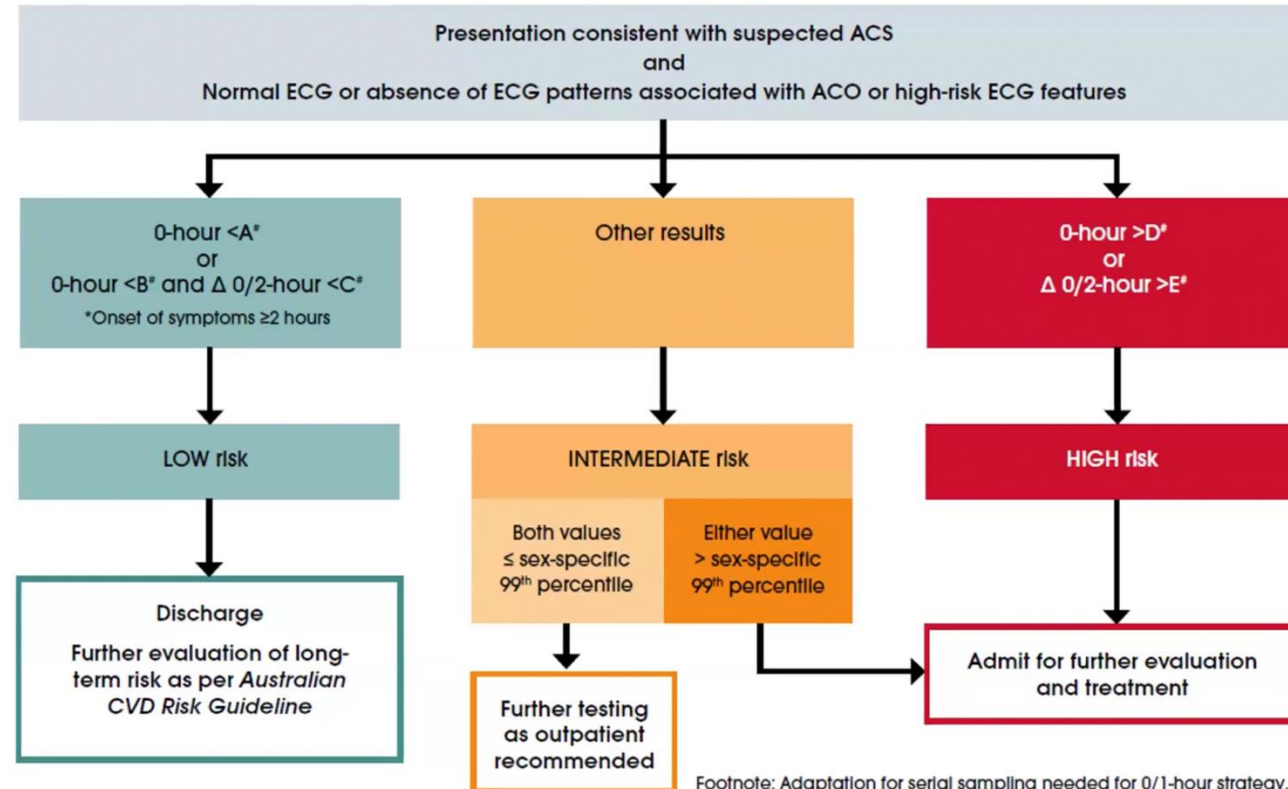 Presentation consistent with suspected ACS
and
Normal ECG or absence of ECG patterns associated with ACO or high-risk ECG features
0-hour <A#
or
0-hour <B# and Δ 0/2-hour <C#
*Onset of symptoms ≥2 hours
Other results
0-hour >D#
or
Δ 0/2-hour >E#
LOW risk
INTERMEDIATE risk
HIGH risk
Both values
≤ sex-specific
99th percentile
Either value
> sex-specific
99th percentile
Discharge
Further evaluation of long-
term risk as per Australian
CVD Risk Guideline
Further testing
as outpatient
recommended
Admit for further evaluation
and treatment
Footnote: Adaptation for serial sampling needed for 0/1-hour strategy.